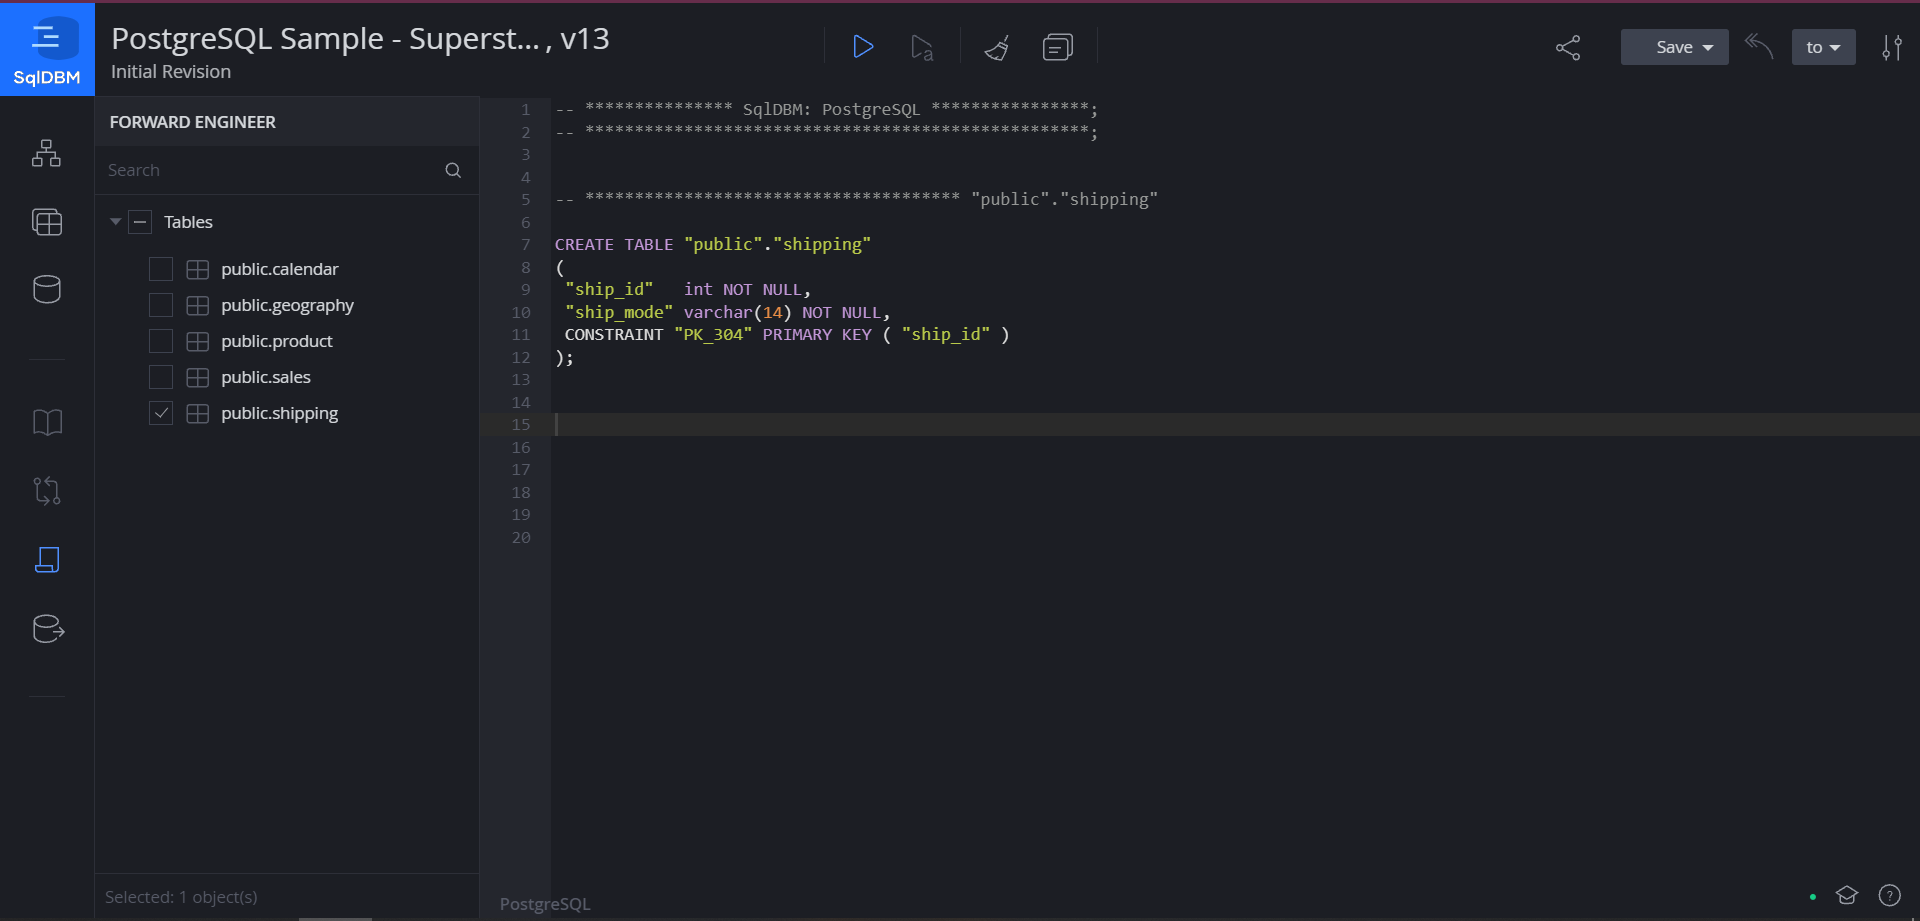 SqlDBM
PostgreSQL Sample - Superst... , v13
Initial Revision
Save
to
FORWARD ENGINEER
Search
Tables
public.calendar
public.geography
public.product
public.sales
public.shipping
Selected: 1 object(s)
1 -- *************** SqlDBM: PostgreSQL ****************;
2 -- ***************************************************;
3
4
5 -- ************************************** "public"."shipping"
6
7 CREATE TABLE "public"."shipping"
8 (
9  "ship_id"   int NOT NULL,
10  "ship_mode" varchar(14) NOT NULL,
11  CONSTRAINT "PK_304" PRIMARY KEY ( "ship_id" )
12 );
13
14
15
16
17
18
19
20
PostgreSQL